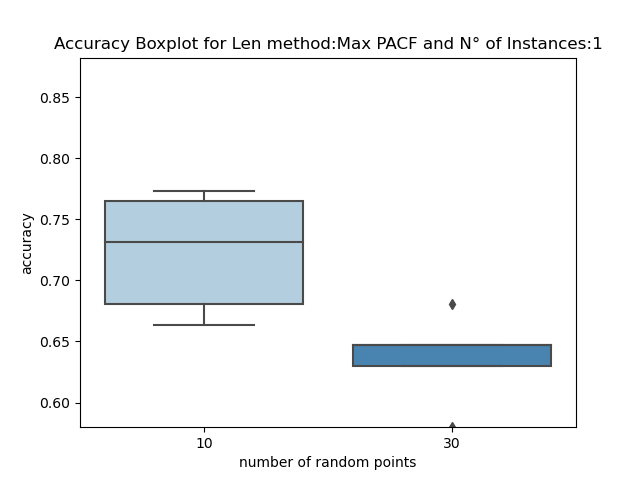 Accuracy Boxplot for Len method:Max PACF and N° of Instances:1
0.85
0.80
0.75
0.70
0.65
0.60
accuracy
10 30
number of random points